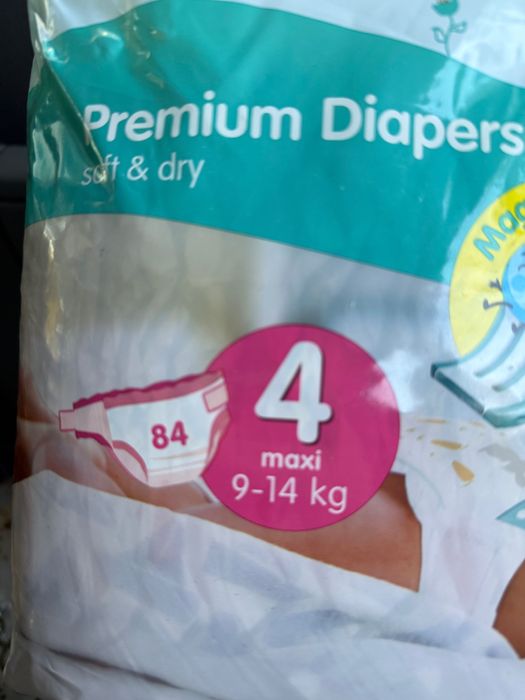 Premium Diapers
soft & dry
84
4
maxi
9-14 kg